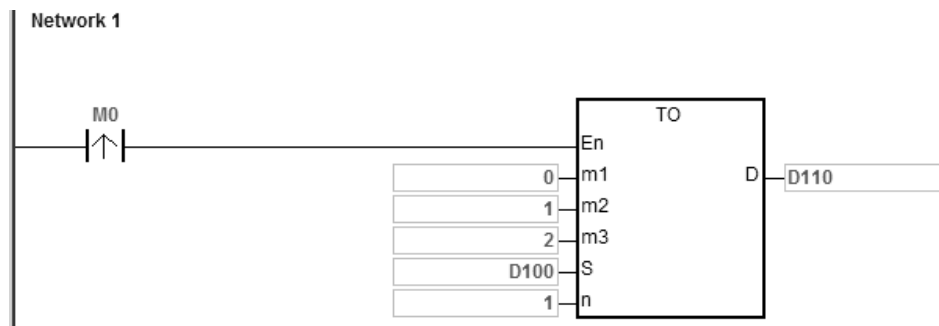 Network 1
M0
TO
En
0 m1 D D110
1 m2
2 m3
D100 S
1 n